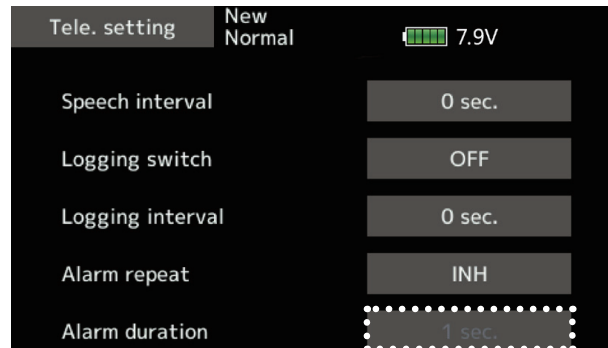 Tele. setting
New
Normal
7.9V
Speech interval 0 sec.
Logging switch OFF
Logging interval 0 sec.
Alarm repeat INH
Alarm duration 1 sec.